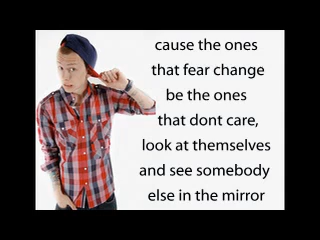 cause the ones
that fear change
be the ones
that dont care,
look at themselves
and see somebody
else in the mirror